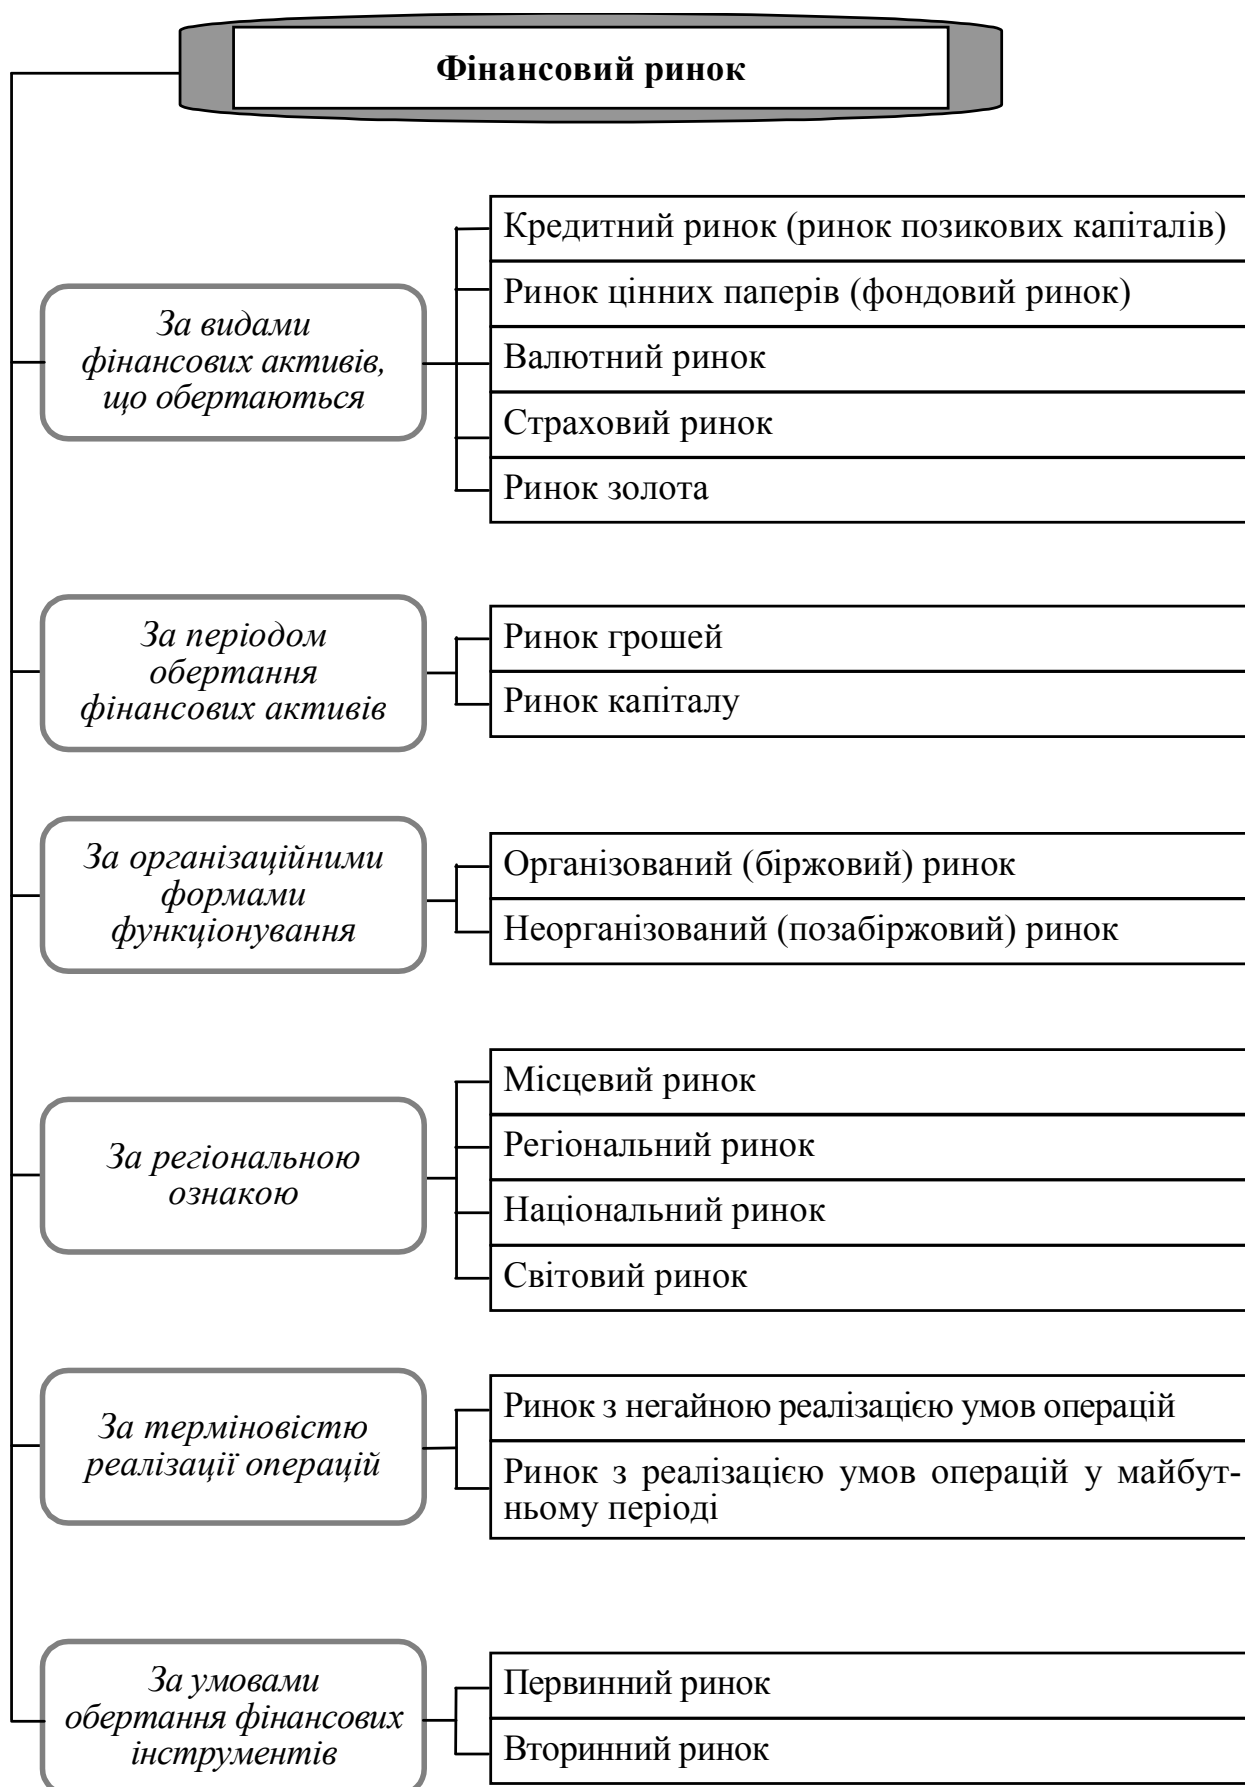 Фінансовий ринок
За видами
фінансових активів,
що обертаються
Кредитний ринок (ринок позикових капіталів)
Ринок цінних паперів (фондовий ринок)
Валютний ринок
Страховий ринок
Ринок золота
За періодом
обертання
фінансових активів
Ринок грошей
Ринок капіталу
За організаційними
формами
функціонування
Організований (біржовий) ринок
Неорганізований (позабіржовий) ринок
За регіональною
ознакою
Місцевий ринок
Регіональний ринок
Національний ринок
Світовий ринок
За терміновістю
реалізації операцій
Ринок з негайною реалізацією умов операцій
Ринок з реалізацією умов операцій у майбут-
ньому періоді
За умовами
обертання фінансових
інструментів
Первинний ринок
Вторинний ринок